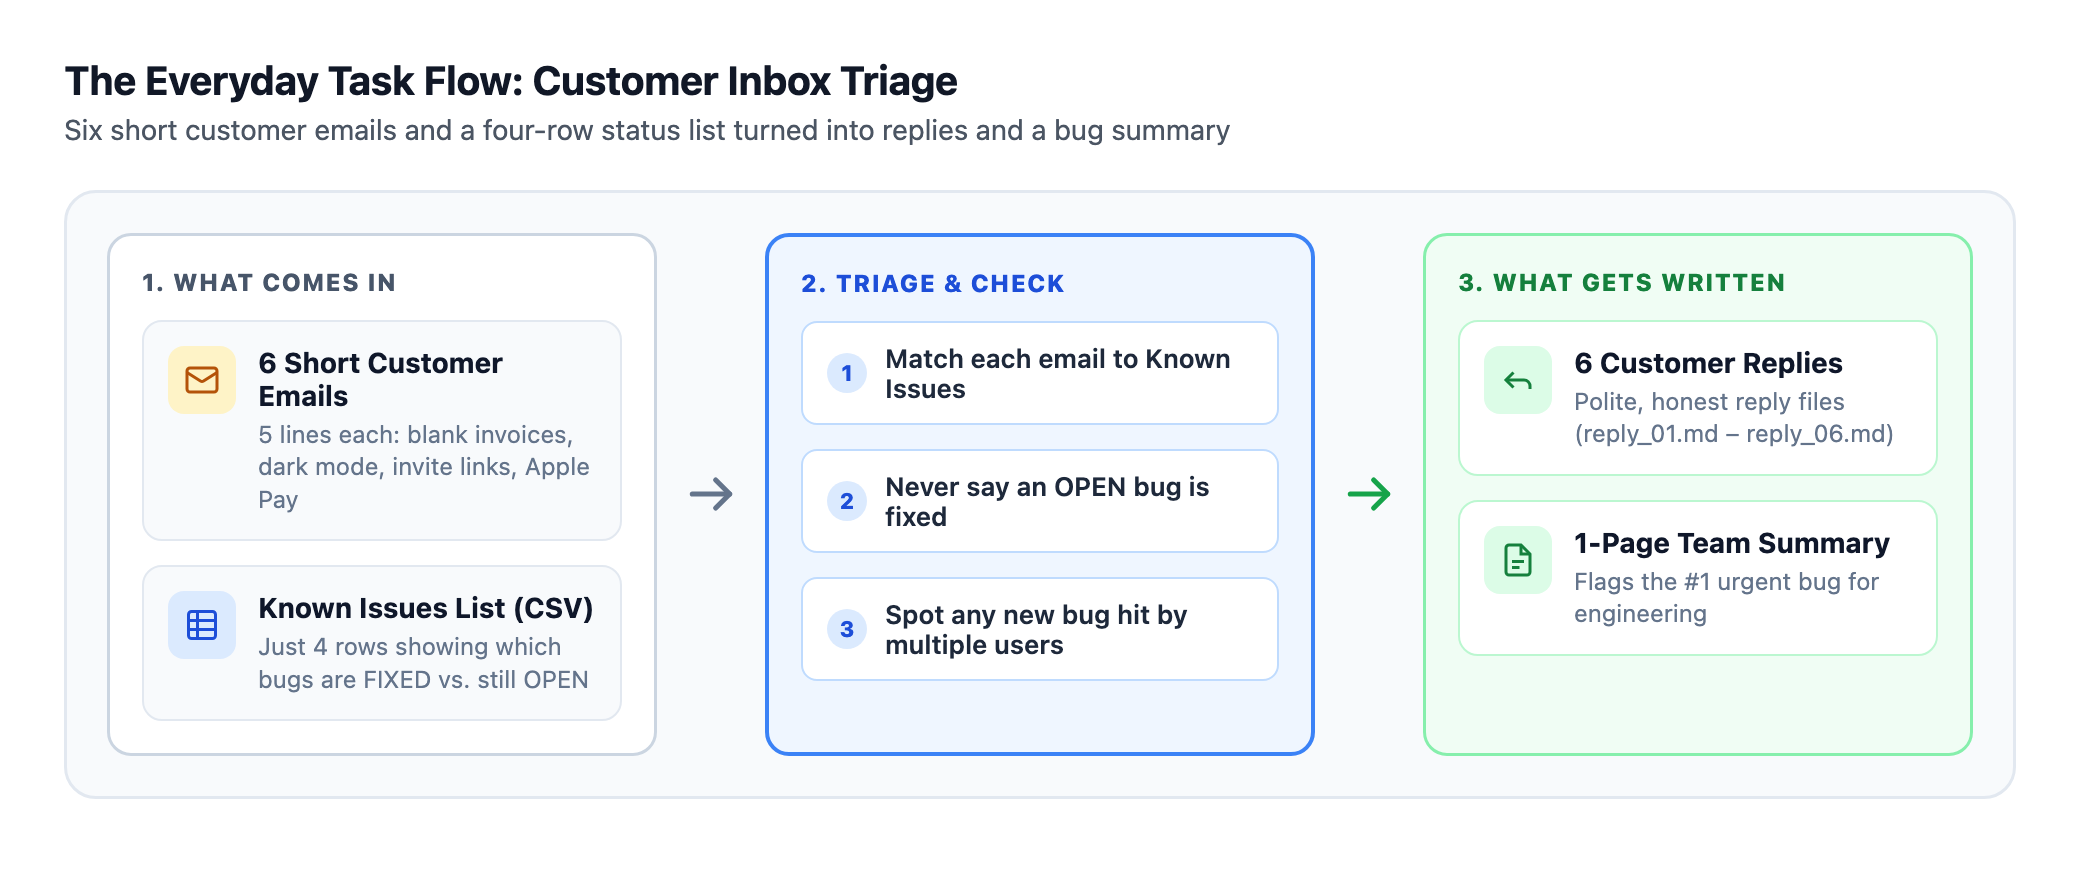 The Everyday Task Flow: Customer Inbox Triage
Six short customer emails and a four-row status list turned into replies and a bug summary
1. WHAT COMES IN
6 Short Customer
Emails
5 lines each: blank invoices,
dark mode, invite links, Apple
Pay
Known Issues List (CSV)
Just 4 rows showing which
bugs are FIXED vs. still OPEN
2. TRIAGE & CHECK
1
Match each email to Known
Issues
2
Never say an OPEN bug is
fixed
3
Spot any new bug hit by
multiple users
3. WHAT GETS WRITTEN
6 Customer Replies
Polite, honest reply files
(reply_01.md – reply_06.md)
1-Page Team Summary
Flags the #1 urgent bug for
engineering